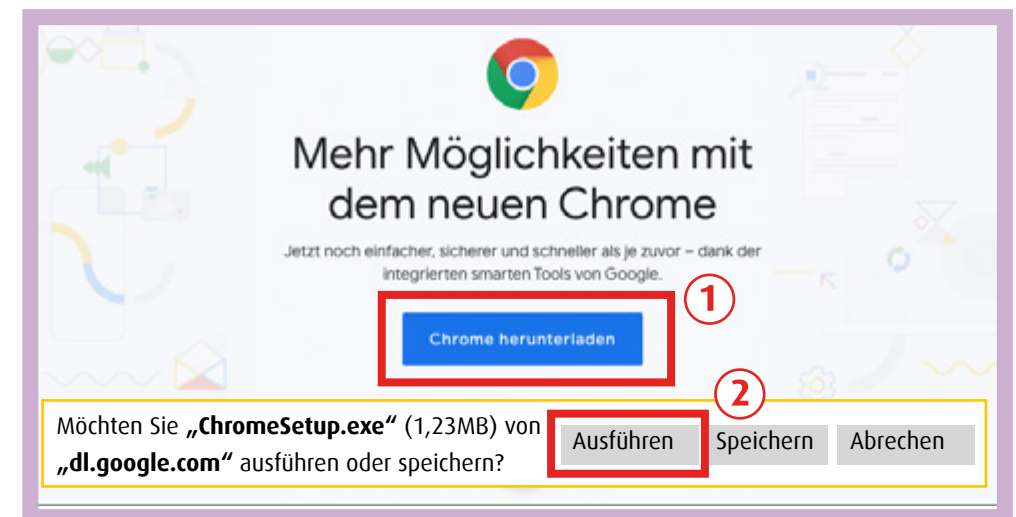 Mehr Möglichkeiten mit
dem neuen Chrome
Jetzt noch einfacher, sicherer und schneller als je zuvor – dank der
integrierten smarten Tools von Google.
1
Chrome herunterladen
2
Möchten Sie „ChromeSetup.exe“ (1,23MB) von
„dl.google.com“ ausführen oder speichern?
Ausführen Speichern Abrechen